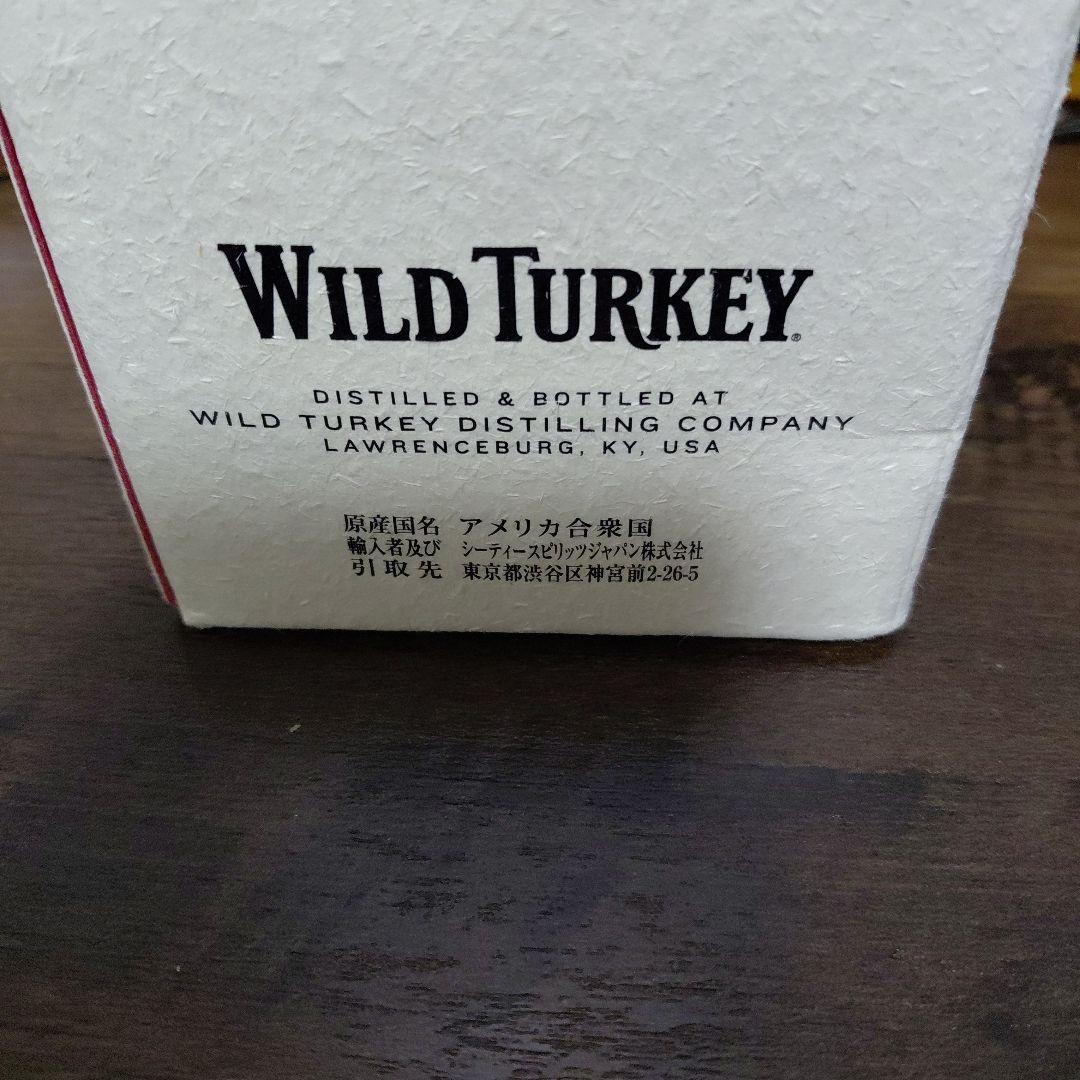 WILD TURKEY®
DISTILLED & BOTTLED AT
WILD TURKEY DISTILLING COMPANY
LAWRENCEBURG, KY, USA
原産国名 アメリカ合衆国
輸入者及び シーティースピリッツジャパン株式会社
引取先 東京都渋谷区神宮前2-26-5